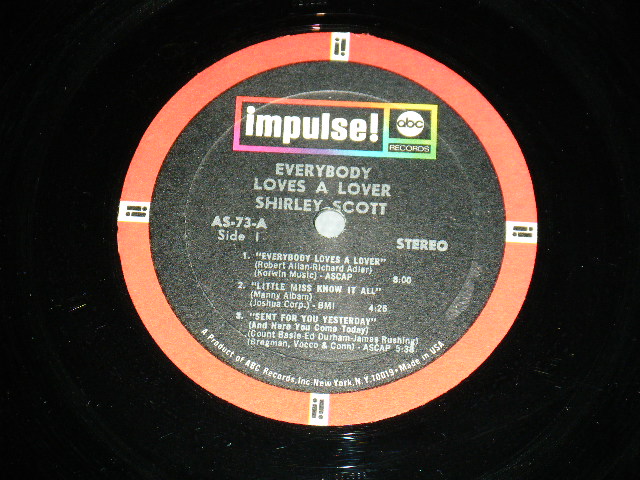 i!
impulse!
abc
RECORDS
EVERYBODY
LOVES A LOVER
SHIRLEY SCOTT
AS-73-A
Side 1
STEREO
i!
i!
1. "EVERYBODY LOVES A LOVER"
(Robert Allan-Richard Adler)
(Korwin Music) - ASCAP 8:00
2. "LITTLE MISS KNOW IT ALL"
(Manny Albam)
(Joshua Corp.) - BMI 4:25
3. "SENT FOR YOU YESTERDAY"
(And Here You Come Today)
(Count Basie-Ed Durham-James Rushing)
(Bregman, Vocco & Conn) - ASCAP 5:38
A Product of ABC Records, Inc. New York, N.Y. 10019 • Made in USA
i!